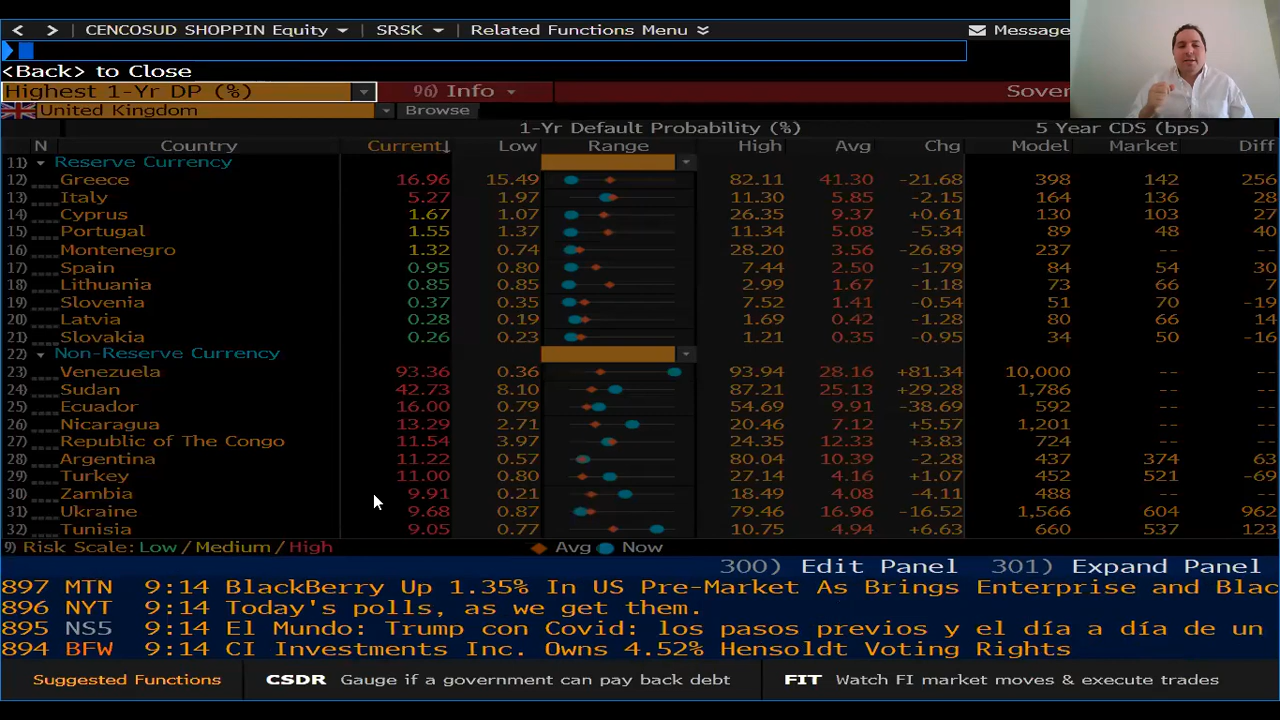 CENCOSUD SHOPPIN Equity SRSK Related Functions Menu Message
<Back> to Close
Highest 1-Yr DP (%) 96) Info Sover
United Kingdom Browse
1-Yr Default Probability (%) 5 Year CDS (bps)
N Country Current↓ Low Range High Avg Chg Model Market Diff
11) Reserve Currency
12) Greece 16.96 15.49 82.11 41.30 -21.68 398 142 256
13) Italy 5.27 1.97 11.30 5.85 -2.15 164 136 28
14) Cyprus 1.67 1.07 26.35 9.37 +0.61 130 103 27
15) Portugal 1.55 1.37 11.34 5.08 -5.34 89 48 40
16) Montenegro 1.32 0.74 28.20 3.56 -26.89 237 -- --
17) Spain 0.95 0.80 7.44 2.50 -1.79 84 54 30
18) Lithuania 0.85 0.85 2.99 1.67 -1.18 73 66 7
19) Slovenia 0.37 0.35 7.52 1.41 -0.54 51 70 -19
20) Latvia 0.28 0.19 1.69 0.42 -1.28 80 66 14
21) Slovakia 0.26 0.23 1.21 0.35 -0.95 34 50 -16
22) Non-Reserve Currency
23) Venezuela 93.36 0.36 93.94 28.16 +81.34 10,000 -- --
24) Sudan 42.73 8.10 87.21 25.13 +29.28 1,786 -- --
25) Ecuador 16.00 0.79 54.69 9.91 -38.69 592 -- --
26) Nicaragua 13.29 2.71 20.46 7.12 +5.57 1,201 -- --
27) Republic of The Congo 11.54 3.97 24.35 12.33 +3.83 724 -- --
28) Argentina 11.22 0.57 80.04 10.39 -2.28 437 374 63
29) Turkey 11.00 0.80 27.14 4.16 +1.07 452 521 -69
30) Zambia 9.91 0.21 18.49 4.08 -4.11 488 -- --
31) Ukraine 9.68 0.87 79.46 16.96 -16.52 1,566 604 962
32) Tunisia 9.05 0.77 10.75 4.94 +6.63 660 537 123
9) Risk Scale: Low / Medium / High Avg Now
300) Edit Panel 301) Expand Panel
897 MTN 9:14 BlackBerry Up 1.35% In US Pre-Market As Brings Enterprise and Blac
896 NYT 9:14 Today's polls, as we get them.
895 NS5 9:14 El Mundo: Trump con Covid: los pasos previos y el día a día de un
894 BFW 9:14 CI Investments Inc. Owns 4.52% Hensoldt Voting Rights
Suggested Functions CSDR Gauge if a government can pay back debt FIT Watch FI market moves & execute trades